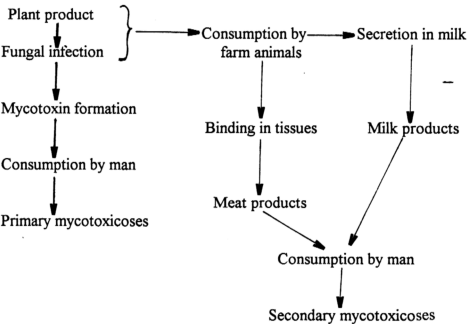 Plant product
Fungal infection
Mycotoxin formation
Consumption by man
Primary mycotoxicoses
Consumption by
farm animals
Secretion in milk
Binding in tissues
Milk products
Meat products
Consumption by man
Secondary mycotoxicoses